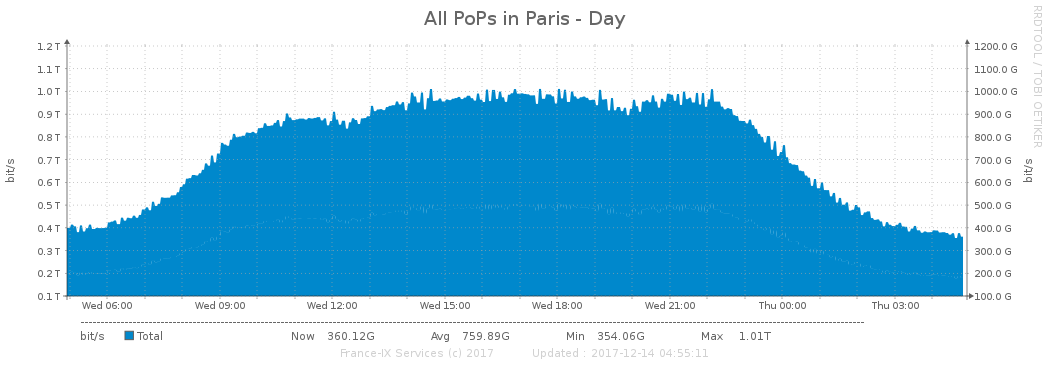 All PoPs in Paris - Day
RRDTOOL / TOBI OETIKER
bit/s
bit/s
1.2 T 1200.0 G
1.1 T 1100.0 G
1.0 T 1000.0 G
0.9 T 900.0 G
0.8 T 800.0 G
0.7 T 700.0 G
0.6 T 600.0 G
0.5 T 500.0 G
0.4 T 400.0 G
0.3 T 300.0 G
0.2 T 200.0 G
0.1 T 100.0 G
Wed 06:00 Wed 09:00 Wed 12:00 Wed 15:00 Wed 18:00 Wed 21:00 Thu 00:00 Thu 03:00
bit/s Total Now 360.12G Avg 759.89G Min 354.06G Max 1.01T
France-IX Services (c) 2017 Updated : 2017-12-14 04:55:11